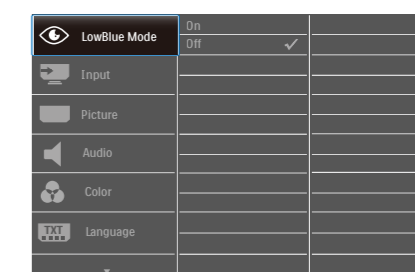 LowBlue Mode
On
Off
Input
Picture
Audio
Color
TXT
Language